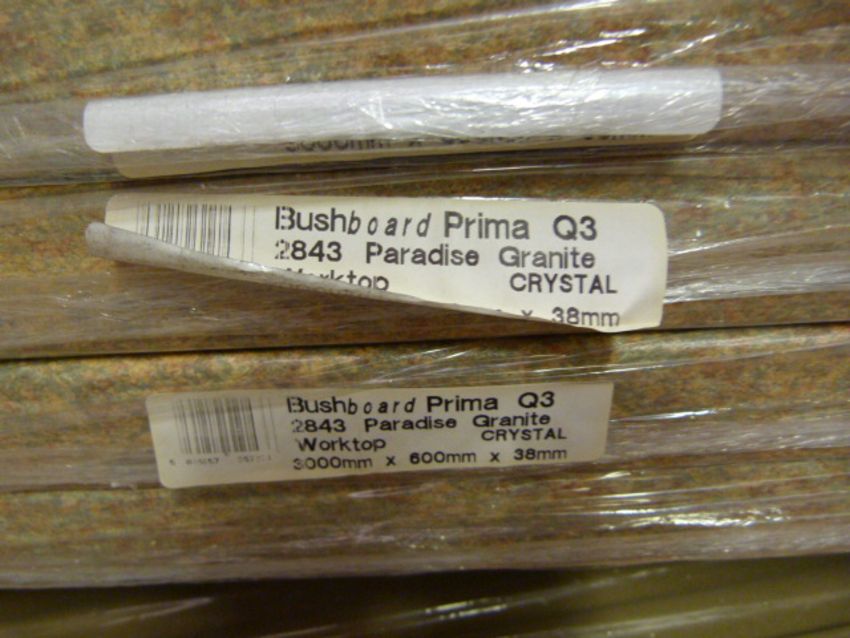 3000mm x
Bushboard Prima Q3
2843 Paradise Granite
Worktop CRYSTAL
x 38mm
Bushboard Prima Q3
2843 Paradise Granite
Worktop CRYSTAL
3000mm x 600mm x 38mm